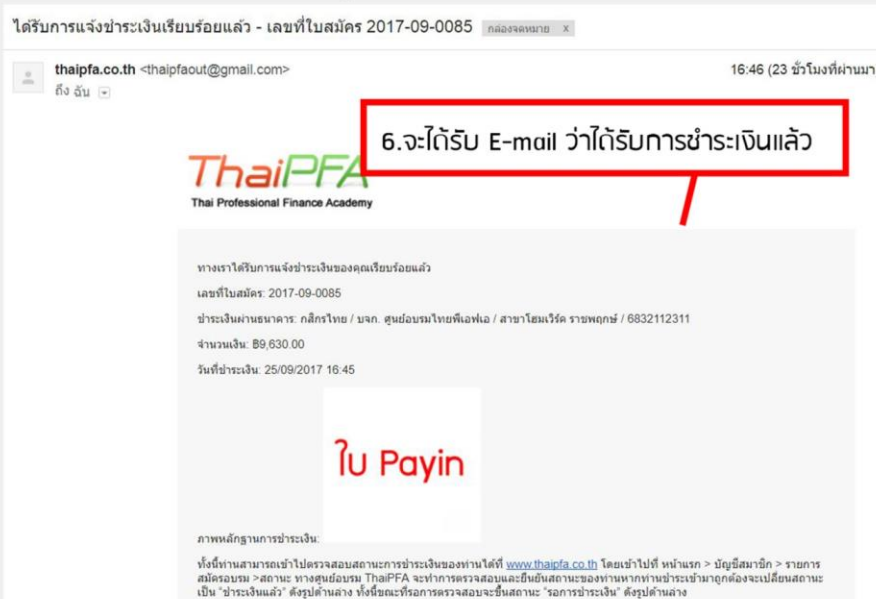 ได้รับการแจ้งชำระเงินเรียบร้อยแล้ว - เลขที่ใบสมัคร 2017-09-0085 กล่องจดหมาย x
thaipfa.co.th <thaipfaout@gmail.com> 16:46 (23 ชั่วโมงที่ผ่านมา
ถึง ฉัน
6.จะได้รับ E-mail ว่าได้รับการชำระเงินแล้ว
ThaiPFA
Thai Professional Finance Academy
ทางเราได้รับการแจ้งชำระเงินของคุณเรียบร้อยแล้ว
เลขที่ใบสมัคร: 2017-09-0085
ชำระเงินผ่านธนาคาร: กสิกรไทย / บจก. ศูนย์อบรมไทยพีเอฟเอ / สาขาโฮมเวิร์ค ราชพฤกษ์ / 6832112311
จำนวนเงิน: ฿9,630.00
วันที่ชำระเงิน: 25/09/2017 16:45
ใบ Payin
ภาพหลักฐานการชำระเงิน:
ทั้งนี้ท่านสามารถเข้าไปตรวจสอบสถานะการชำระเงินของท่านได้ที่ www.thaipfa.co.th โดยเข้าไปที่ หน้าแรก > บัญชีสมาชิก > รายการ
สมัครอบรม >สถานะ ทางศูนย์อบรม ThaiPFA จะทำการตรวจสอบและยืนยันสถานะของท่านหากท่านชำระเข้ามาถูกต้องจะเปลี่ยนสถานะ
เป็น "ชำระเงินแล้ว" ดังรูปด้านล่าง ทั้งนี้ขณะที่รอการตรวจสอบจะขึ้นสถานะ "รอการชำระเงิน" ดังรูปด้านล่าง